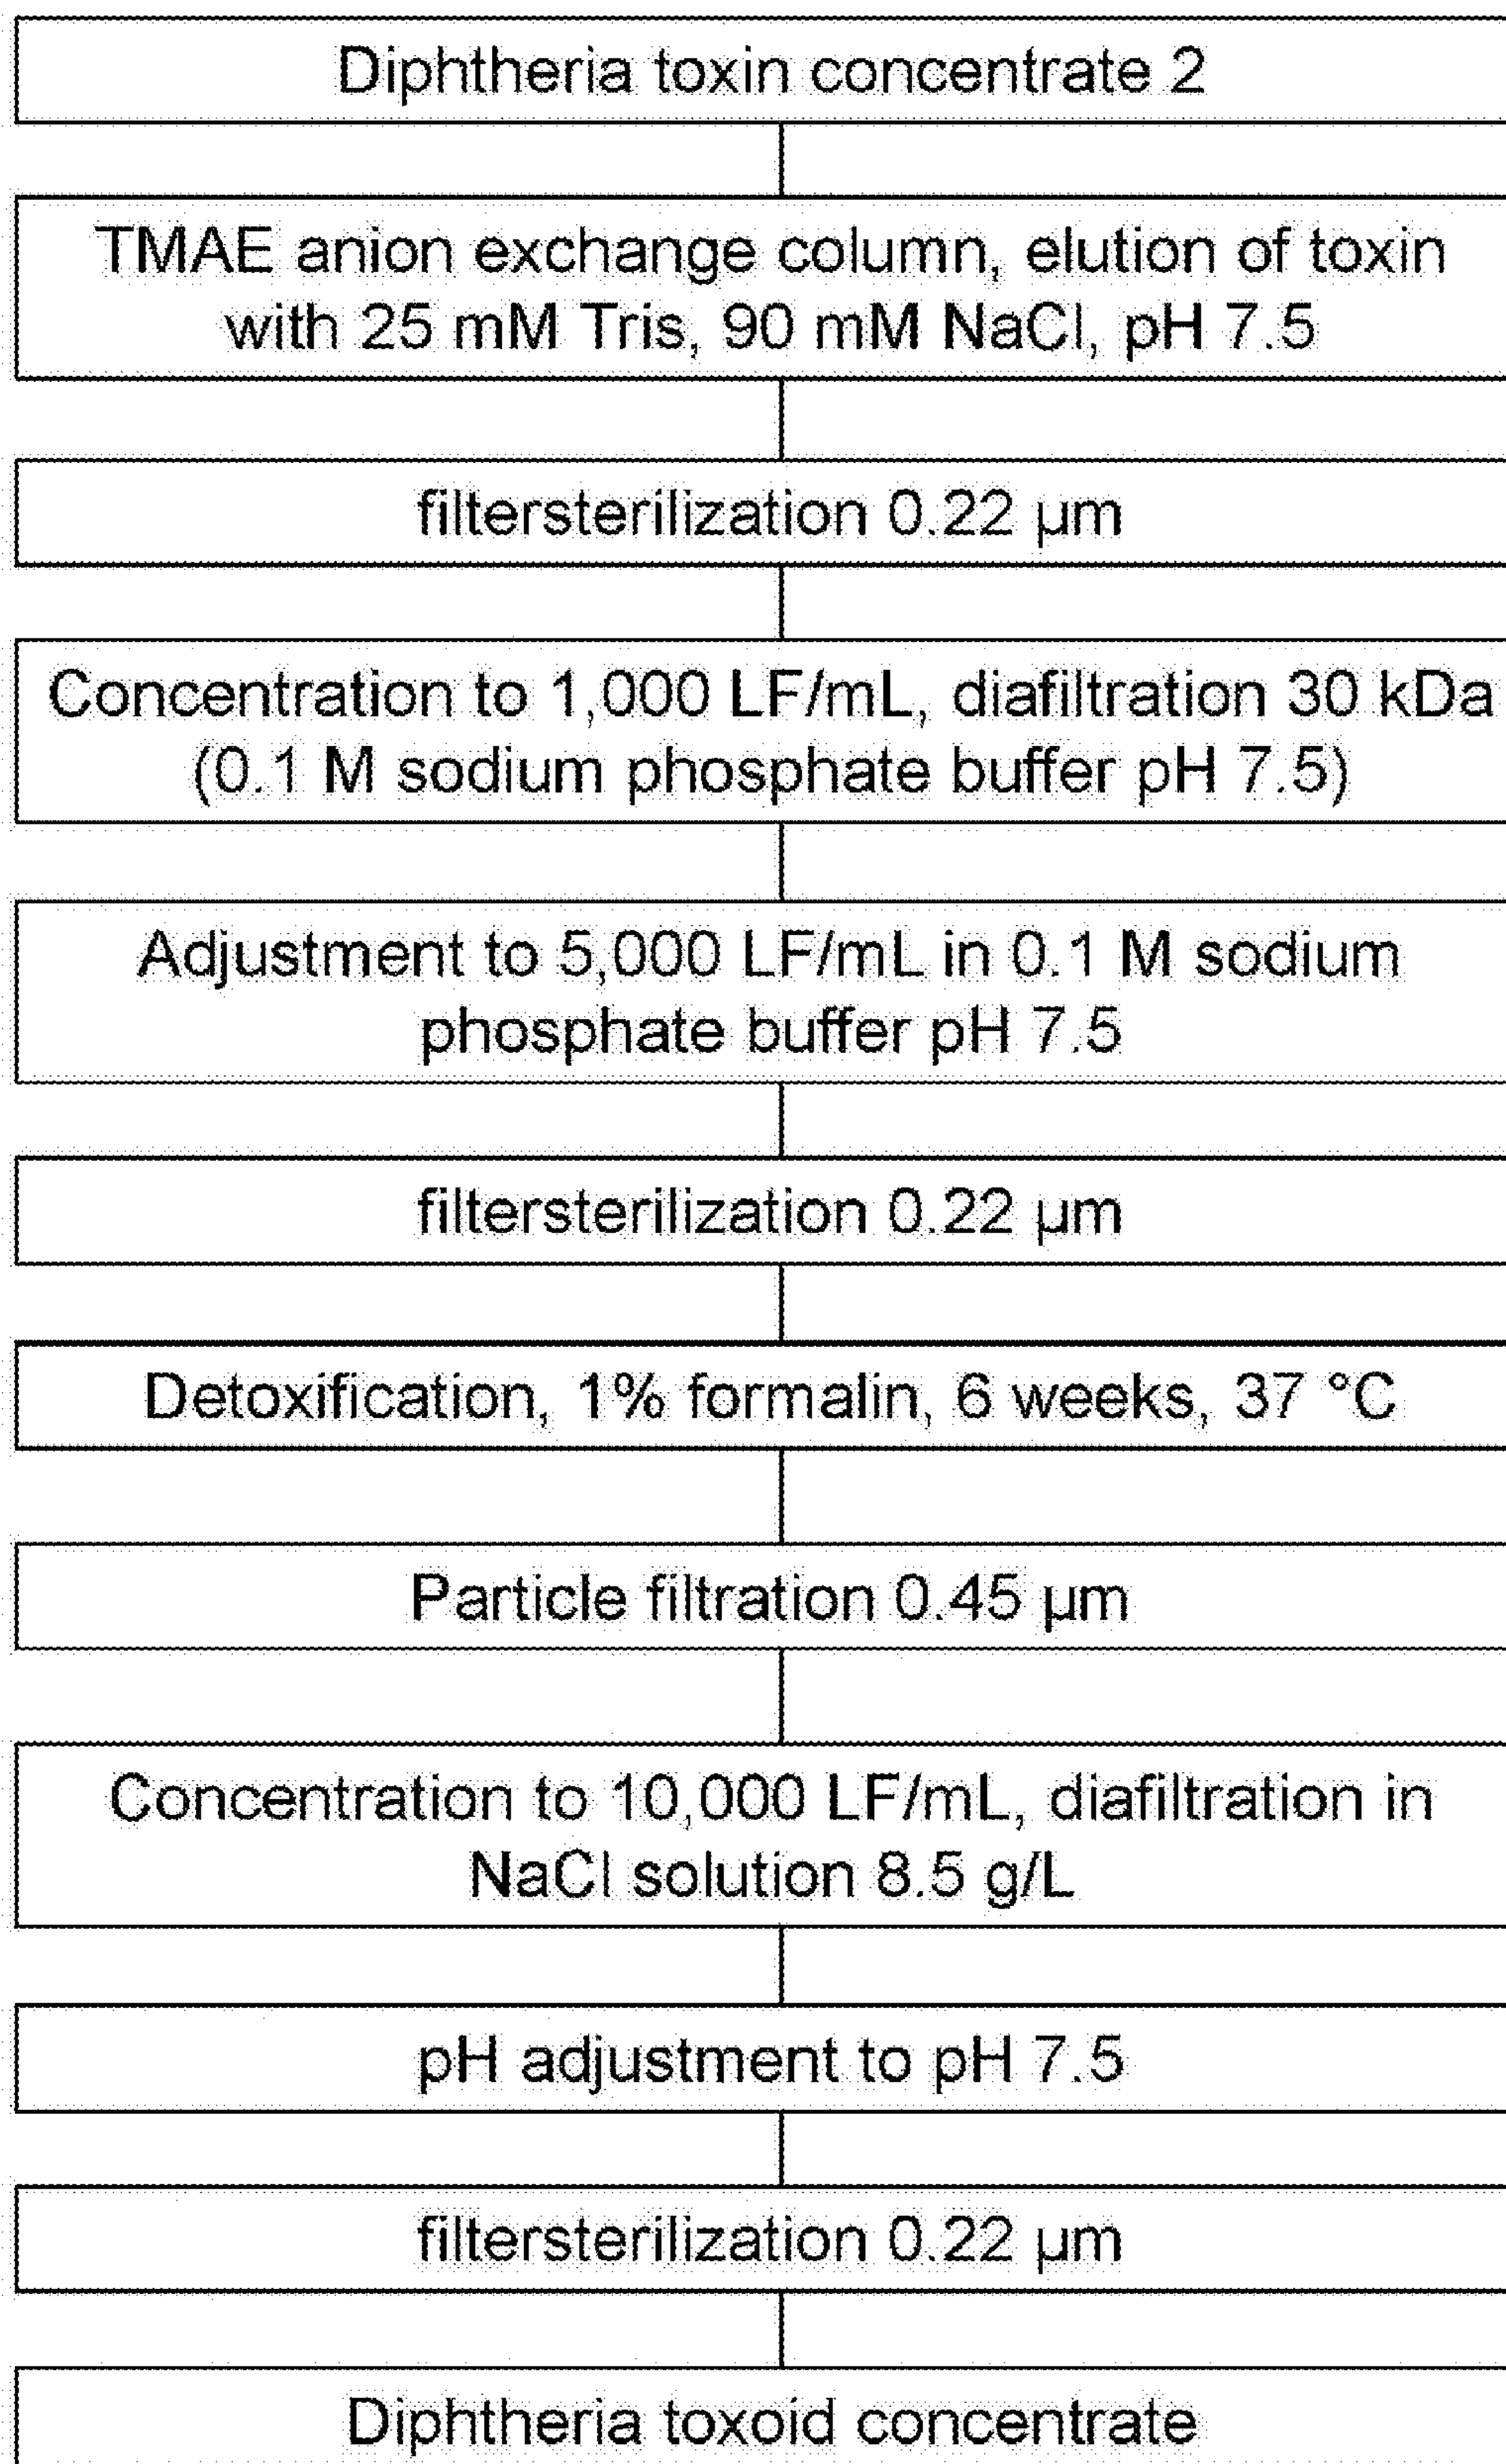 Diphtheria toxin concentrate 2
TMAE anion exchange column, elution of toxin
with 25 mM Tris, 90 mM NaCl, pH 7.5
filtersterilization 0.22 µm
Concentration to 1,000 LF/mL, diafiltration 30 kDa
(0.1 M sodium phosphate buffer pH 7.5)
Adjustment to 5,000 LF/mL in 0.1 M sodium
phosphate buffer pH 7.5
filtersterilization 0.22 µm
Detoxification, 1% formalin, 6 weeks, 37 °C
Particle filtration 0.45 µm
Concentration to 10,000 LF/mL, diafiltration in
NaCl solution 8.5 g/L
pH adjustment to pH 7.5
filtersterilization 0.22 µm
Diphtheria toxoid concentrate